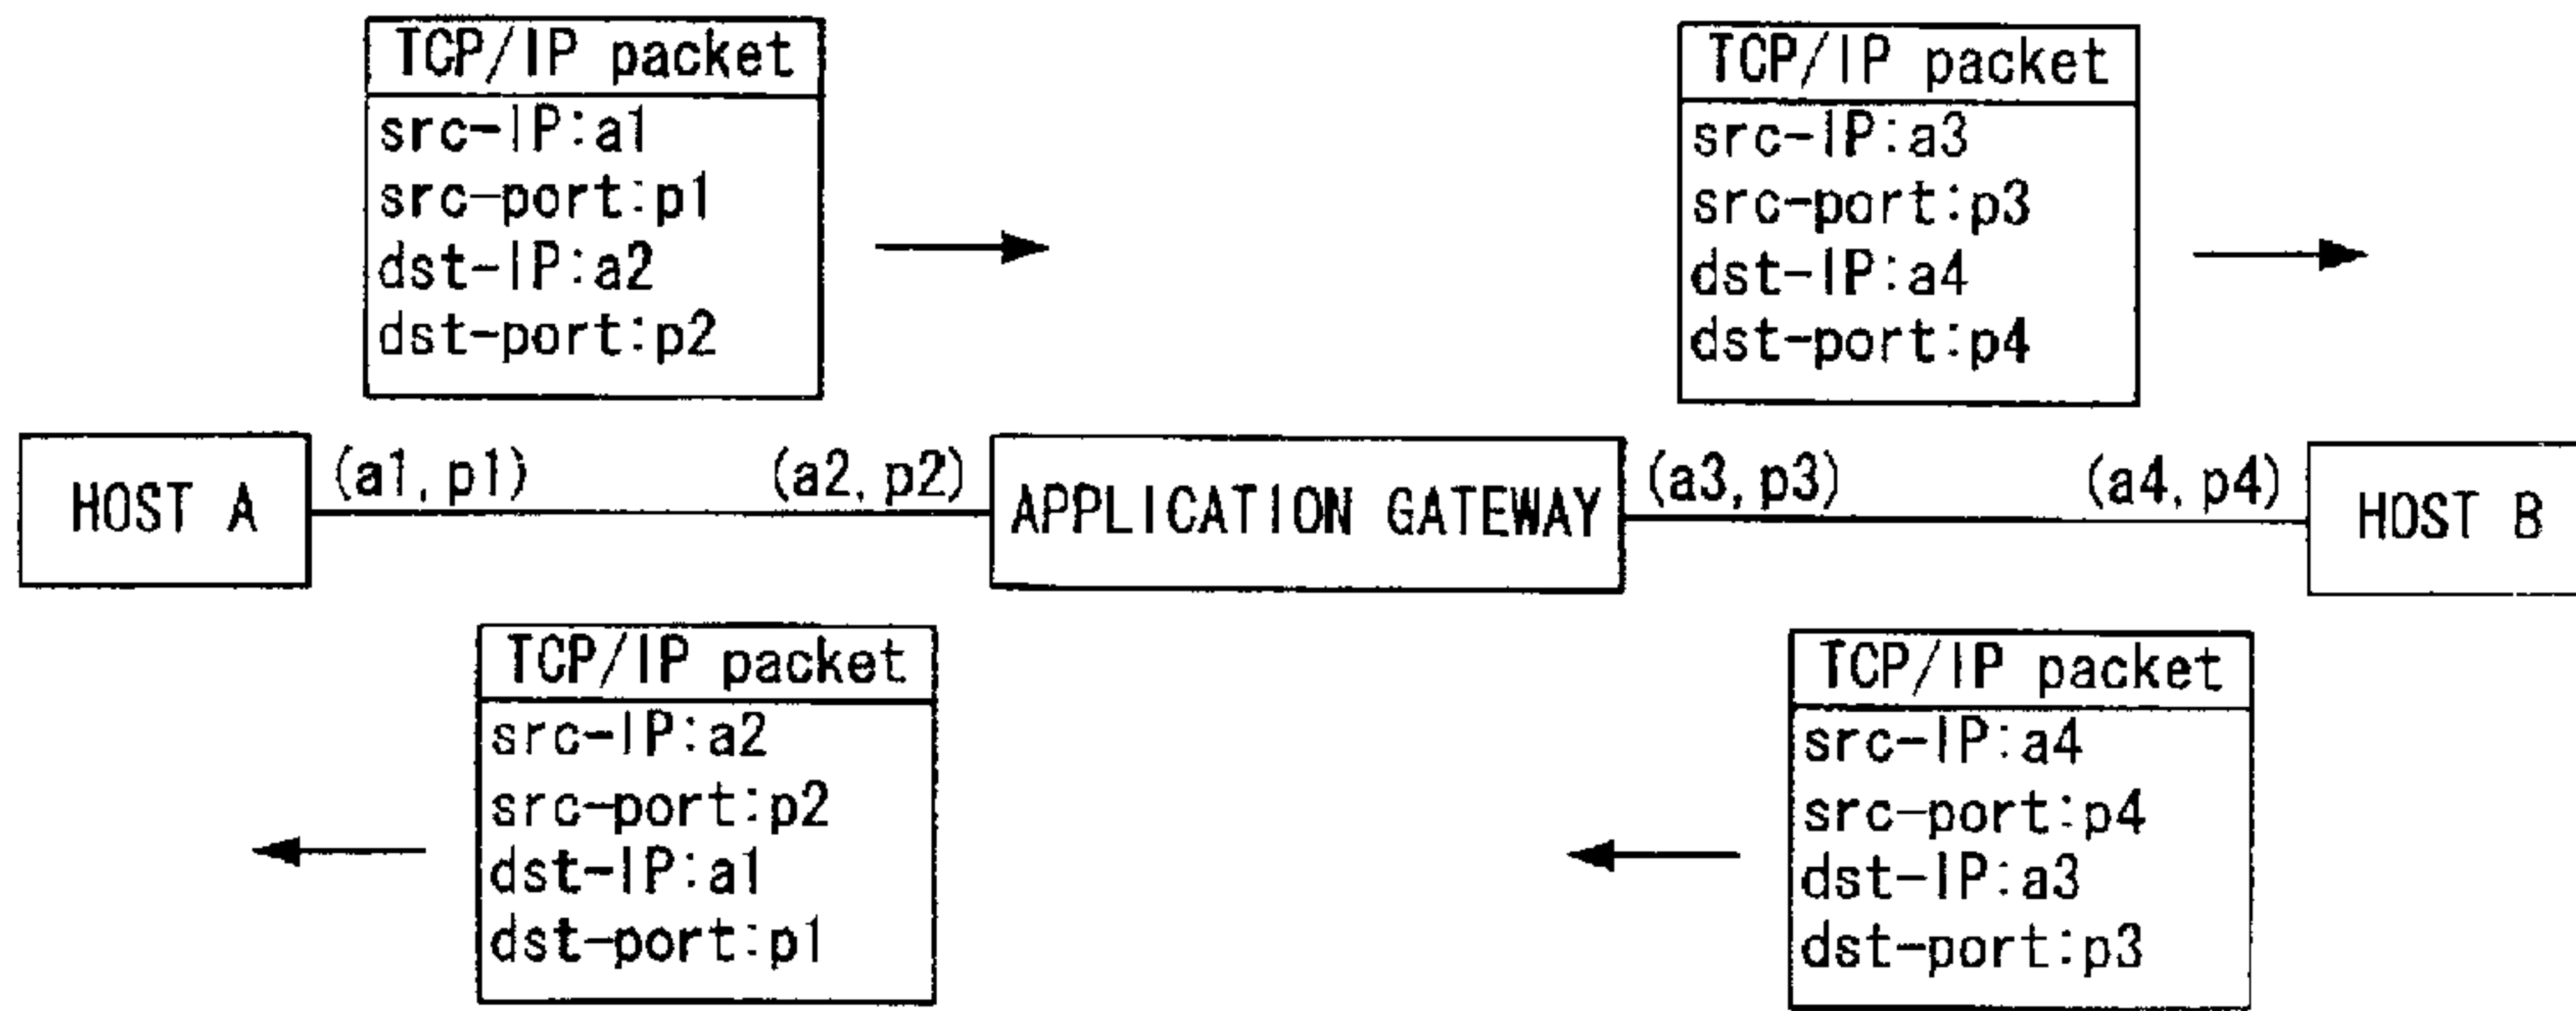 TCP/IP packet
src-IP:a1
src-port:p1
dst-IP:a2
dst-port:p2
TCP/IP packet
src-IP:a3
src-port:p3
dst-IP:a4
dst-port:p4
HOST A
(a1, p1)
(a2, p2)
APPLICATION GATEWAY
(a3, p3)
(a4, p4)
HOST B
TCP/IP packet
src-IP:a2
src-port:p2
dst-IP:a1
dst-port:p1
TCP/IP packet
src-IP:a4
src-port:p4
dst-IP:a3
dst-port:p3